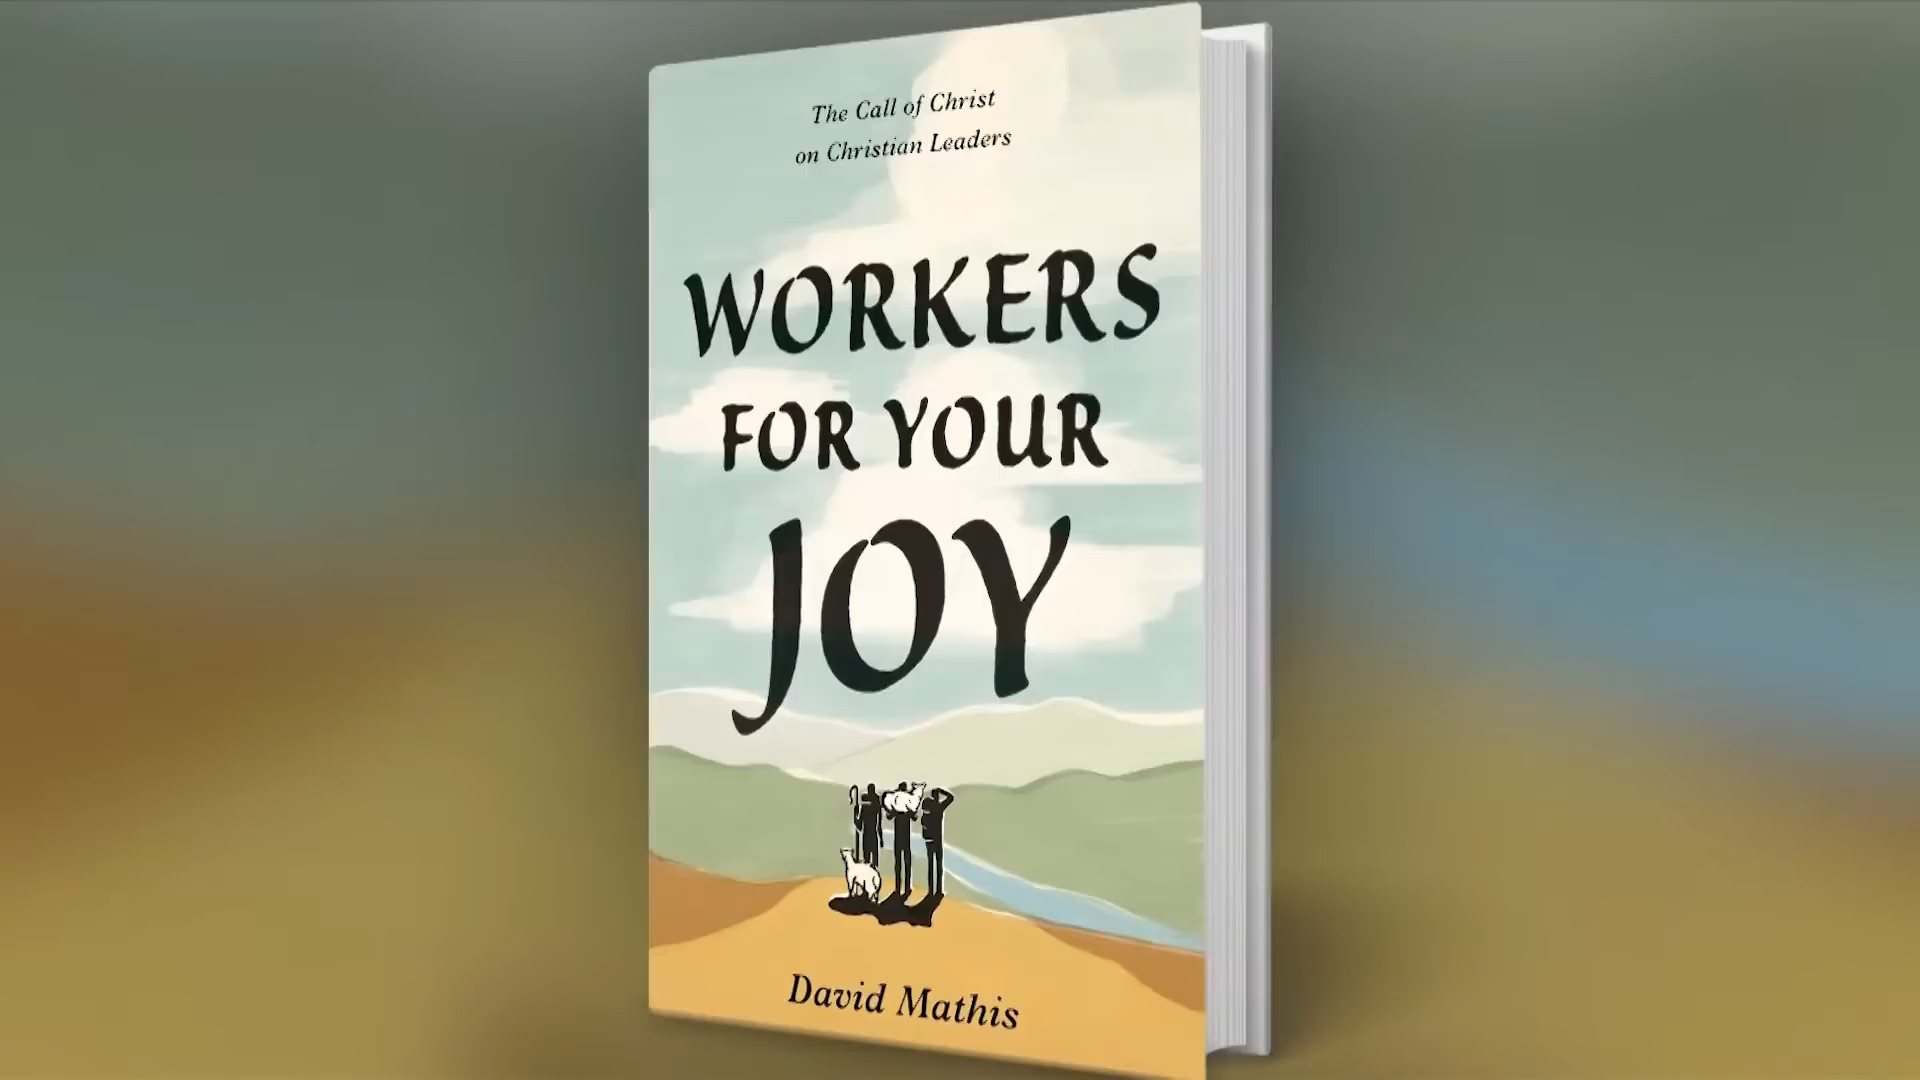 The Call of Christ
on Christian Leaders
WORKERS
FOR YOUR
JOY
David Mathis